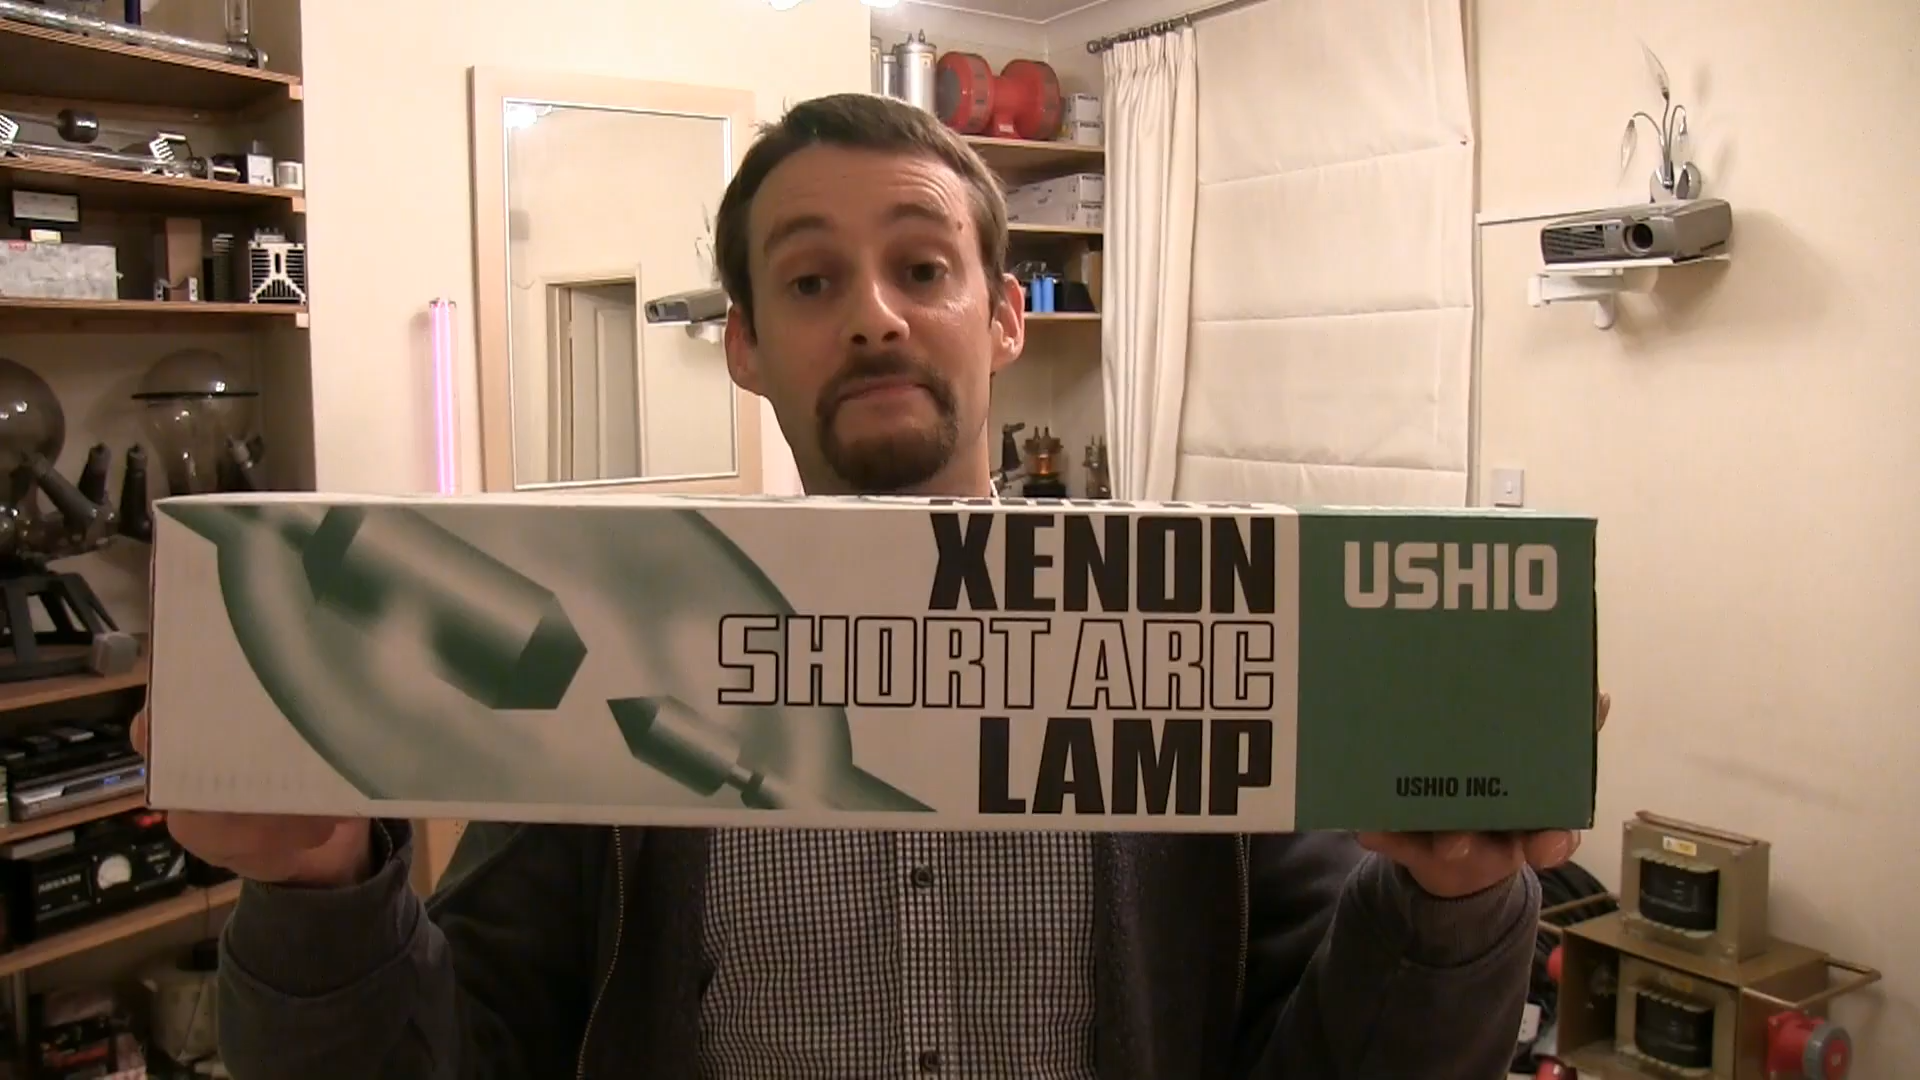 XENON
SHORT ARC
LAMP
USHIO
USHIO INC.